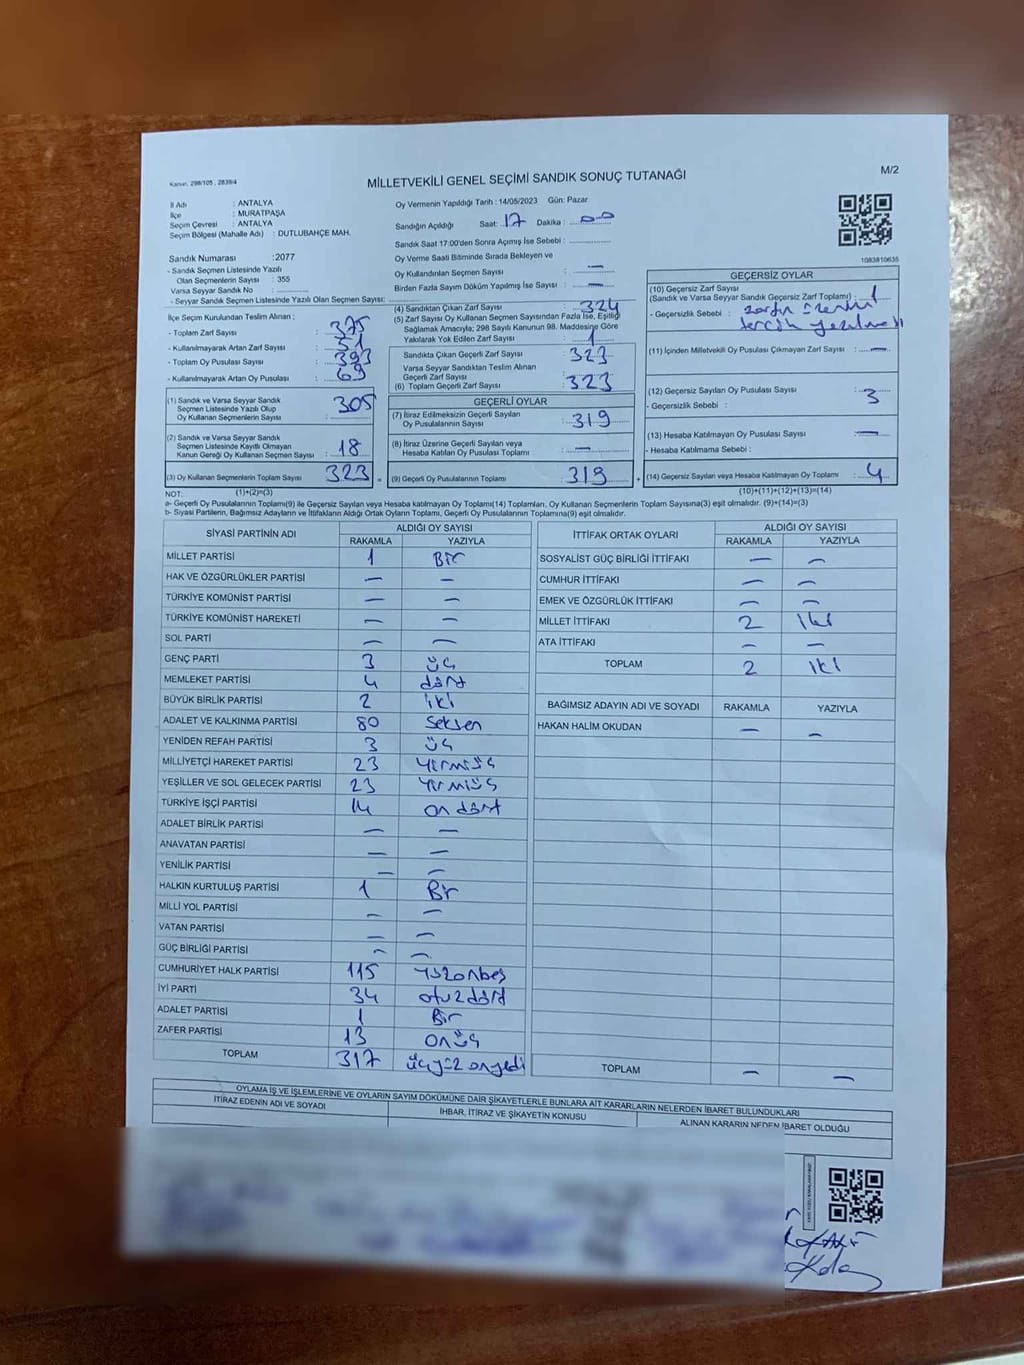 Kanun, 298/105 , 2839/4
MİLLETVEKİLİ GENEL SEÇİMİ SANDIK SONUÇ TUTANAĞI
M/2
İl Adı : ANTALYA
İlçe : MURATPAŞA
Seçim Çevresi : ANTALYA
Seçim Bölgesi (Mahalle Adı) : DUTLUBAHÇE MAH.
Sandık Numarası : 2077
- Sandık Seçmen Listesinde Yazılı
Olan Seçmenlerin Sayısı : 355
Varsa Seyyar Sandık No :
- Seyyar Sandık Seçmen Listesinde Yazılı Olan Seçmen Sayısı:
İlçe Seçim Kurulundan Teslim Alınan ;
- Toplam Zarf Sayısı : 375
- Kullanılmayarak Artan Zarf Sayısı : 51
- Toplam Oy Pusulası Sayısı : 393
- Kullanılmayarak Artan Oy Pusulası : 69
(1) Sandık ve Varsa Seyyar Sandık
Seçmen Listesinde Yazılı Olup
Oy Kullanan Seçmenlerin Sayısı : 305
(2) Sandık ve Varsa Seyyar Sandık
Seçmen Listesinde Kayıtlı Olmayan
Kanun Gereği Oy Kullanan Seçmen Sayısı : 18
(3) Oy Kullanan Seçmenlerin Toplam Sayısı : 323
(1)+(2)=(3)
Oy Vermenin Yapıldığı Tarih : 14/05/2023 Gün: Pazar
Sandığın Açıldığı Saat: 17 Dakika : 00
Sandık Saat 17:00'den Sonra Açılmış İse Sebebi :
Oy Verme Saati Bitiminde Sırada Bekleyen ve
Oy Kullandırılan Seçmen Sayısı : —
Birden Fazla Sayım Döküm Yapılmış İse Sayısı : —
(4) Sandıktan Çıkan Zarf Sayısı : 324
(5) Zarf Sayısı Oy Kullanan Seçmen Sayısından Fazla İse, Eşitliği
Sağlamak Amacıyla; 298 Sayılı Kanunun 98. Maddesine Göre
Yakılarak Yok Edilen Zarf Sayısı : 1
Sandıkta Çıkan Geçerli Zarf Sayısı : 323
Varsa Seyyar Sandıktan Teslim Alınan
Geçerli Zarf Sayısı :
(6) Toplam Geçerli Zarf Sayısı : 323
GEÇERLİ OYLAR
(7) İtiraz Edilmeksizin Geçerli Sayılan
Oy Pusulalarının Sayısı : 319
(8) İtiraz Üzerine Geçerli Sayılan veya
Hesaba Katılan Oy Pusulası Toplamı : —
(9) Geçerli Oy Pusulalarının Toplamı : 319
1083810635
GEÇERSİZ OYLAR
(10) Geçersiz Zarf Sayısı
(Sandık ve Varsa Seyyar Sandık Geçersiz Zarf Toplamı) : 1
- Geçersizlik Sebebi : zarfın üzerine
tercih yazılması
(11) İçinden Milletvekili Oy Pusulası Çıkmayan Zarf Sayısı : —
(12) Geçersiz Sayılan Oy Pusulası Sayısı : 3
- Geçersizlik Sebebi :
(13) Hesaba Katılmayan Oy Pusulası Sayısı : —
- Hesaba Katılmama Sebebi :
(14) Geçersiz Sayılan veya Hesaba Katılmayan Oy Toplamı : 4
(10)+(11)+(12)+(13)=(14)
NOT:
a- Geçerli Oy Pusulalarının Toplamı(9) ile Geçersiz Sayılan veya Hesaba katılmayan Oy Toplamı(14) Toplamları, Oy Kullanan Seçmenlerin Toplam Sayısına(3) eşit olmalıdır. (9)+(14)=(3)
b- Siyasi Partilerin, Bağımsız Adayların ve İttifakların Aldığı Ortak Oyların Toplamı, Geçerli Oy Pusulalarının Toplamına(9) eşit olmalıdır.
SİYASİ PARTİNİN ADI ALDIĞI OY SAYISI
RAKAMLA YAZIYLA
MİLLET PARTİSİ 1 Bir
HAK VE ÖZGÜRLÜKLER PARTİSİ — —
TÜRKİYE KOMÜNİST PARTİSİ — —
TÜRKİYE KOMÜNİST HAREKETİ — —
SOL PARTİ — —
GENÇ PARTİ 3 üç
MEMLEKET PARTİSİ 4 dört
BÜYÜK BİRLİK PARTİSİ 2 iki
ADALET VE KALKINMA PARTİSİ 80 Seksen
YENİDEN REFAH PARTİSİ 3 üç
MİLLİYETÇİ HAREKET PARTİSİ 23 Yirmiüç
YEŞİLLER VE SOL GELECEK PARTİSİ 23 Yirmiüç
TÜRKİYE İŞÇİ PARTİSİ 14 on dört
ADALET BİRLİK PARTİSİ — —
ANAVATAN PARTİSİ — —
YENİLİK PARTİSİ — —
HALKIN KURTULUŞ PARTİSİ 1 Bir
MİLLİ YOL PARTİSİ — —
VATAN PARTİSİ — —
GÜÇ BİRLİĞİ PARTİSİ — —
CUMHURİYET HALK PARTİSİ 115 yüzonbeş
İYİ PARTİ 34 otuzdört
ADALET PARTİSİ 1 Bir
ZAFER PARTİSİ 13 onüç
TOPLAM 317 üçyüz onyedi
İTTİFAK ORTAK OYLARI ALDIĞI OY SAYISI
RAKAMLA YAZIYLA
SOSYALİST GÜÇ BİRLİĞİ İTTİFAKI — —
CUMHUR İTTİFAKI — —
EMEK VE ÖZGÜRLÜK İTTİFAKI — —
MİLLET İTTİFAKI 2 iki
ATA İTTİFAKI — —
TOPLAM 2 iki
BAĞIMSIZ ADAYIN ADI VE SOYADI RAKAMLA YAZIYLA
HAKAN HALİM OKUDAN — —
TOPLAM — —
OYLAMA İŞ VE İŞLEMLERİNE VE OYLARIN SAYIM DÖKÜMÜNE DAİR ŞİKAYETLERLE BUNLARA AİT KARARLARIN NELERDEN İBARET BULUNDUKLARI
İTİRAZ EDENİN ADI VE SOYADI
İHBAR, İTİRAZ VE ŞİKAYETİN KONUSU
ALINAN KARARIN NEDEN İBARET OLDUĞU